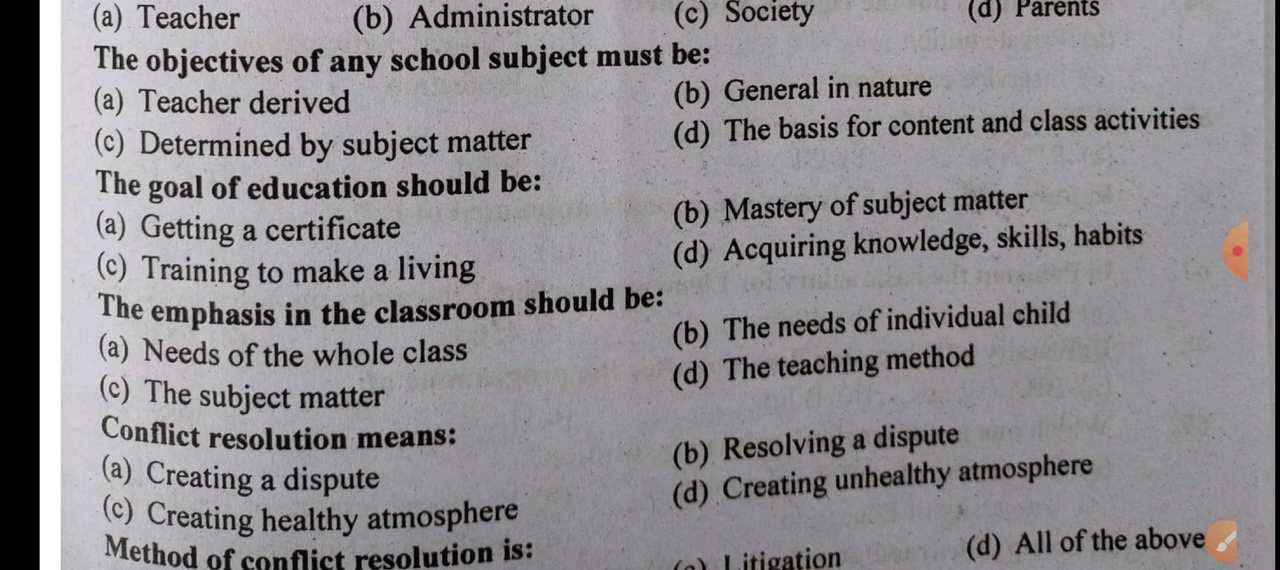 (a) Teacher (b) Administrator (c) Society (d) Parents
The objectives of any school subject must be:
(a) Teacher derived (b) General in nature
(c) Determined by subject matter (d) The basis for content and class activities
The goal of education should be:
(a) Getting a certificate (b) Mastery of subject matter
(c) Training to make a living (d) Acquiring knowledge, skills, habits
The emphasis in the classroom should be:
(a) Needs of the whole class (b) The needs of individual child
(c) The subject matter (d) The teaching method
Conflict resolution means:
(a) Creating a dispute (b) Resolving a dispute
(c) Creating healthy atmosphere (d) Creating unhealthy atmosphere
Method of conflict resolution is:
(c) Litigation (d) All of the above